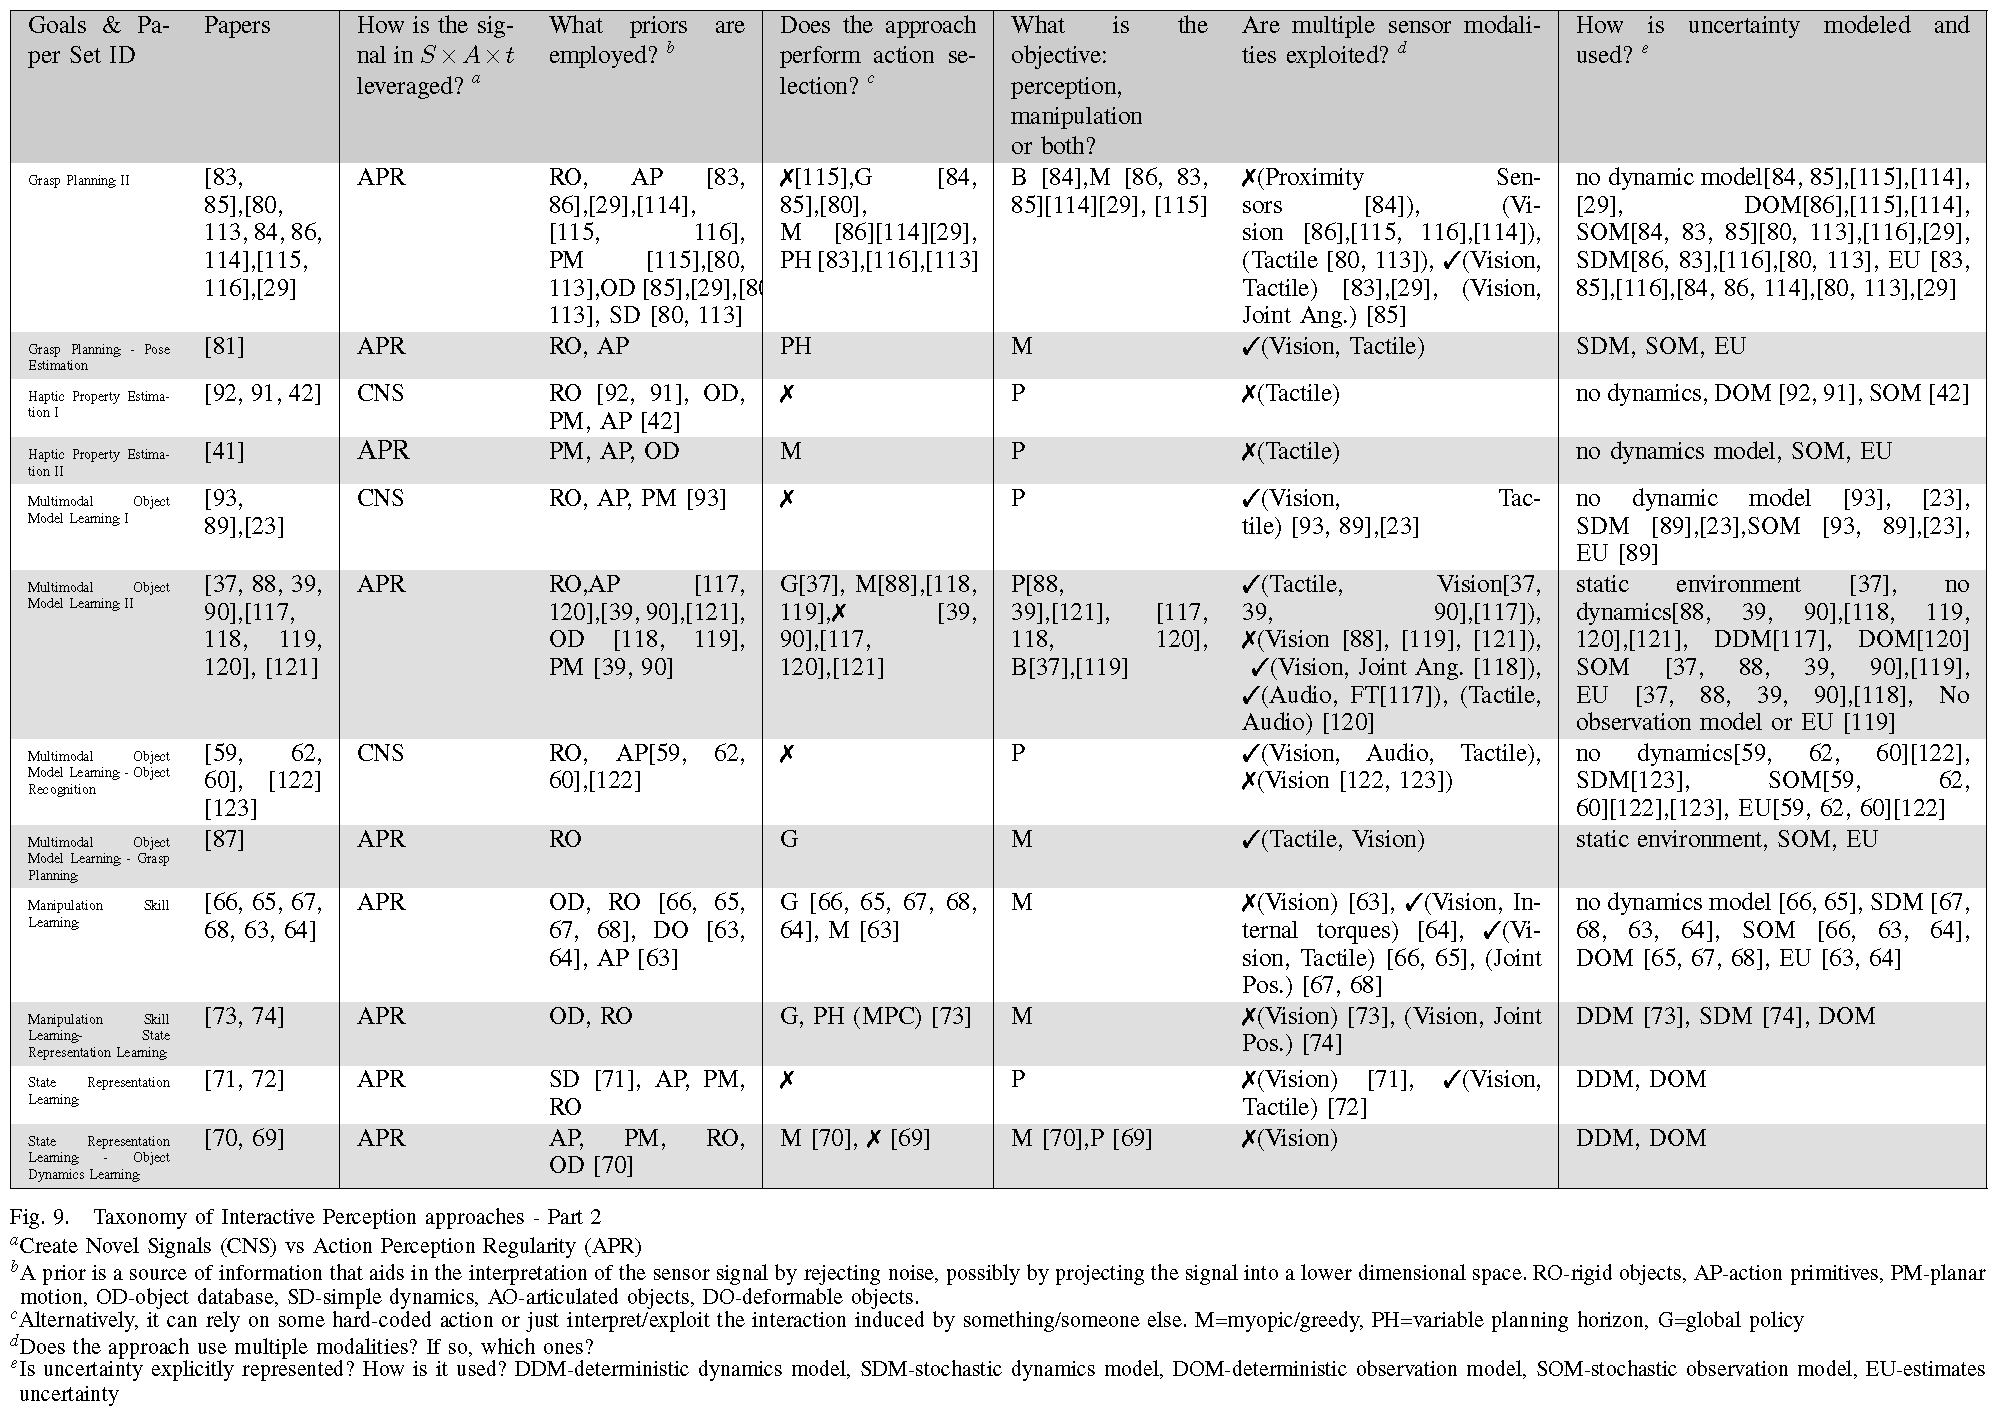 Goals & Pa-
per Set ID
Papers
How is the sig-
nal in S × A × t
leveraged? a
What priors are
employed? b
Does the approach
perform action se-
lection? c
What is the
objective:
perception,
manipulation
or both?
Are multiple sensor modali-
ties exploited? d
How is uncertainty modeled and
used? e
Grasp Planning II
[83,
85],[80,
113, 84, 86,
114],[115,
116],[29]
APR
RO, AP [83,
86],[29],[114],
[115, 116],
PM [115],[80,
113],OD [85],[29],[80
113], SD [80, 113]
✗[115],G [84,
85],[80],
M [86][114][29],
PH [83],[116],[113]
B [84],M [86, 83,
85][114][29], [115]
✗(Proximity Sen-
sors [84]), (Vi-
sion [86],[115, 116],[114]),
(Tactile [80, 113]), ✓(Vision,
Tactile) [83],[29], (Vision,
Joint Ang.) [85]
no dynamic model[84, 85],[115],[114],
[29], DOM[86],[115],[114],
SOM[84, 83, 85][80, 113],[116],[29],
SDM[86, 83],[116],[80, 113], EU [83,
85],[116],[84, 86, 114],[80, 113],[29]
Grasp Planning - Pose
Estimation
[81]
APR
RO, AP
PH
M
✓(Vision, Tactile)
SDM, SOM, EU
Haptic Property Estima-
tion I
[92, 91, 42]
CNS
RO [92, 91], OD,
PM, AP [42]
✗
P
✗(Tactile)
no dynamics, DOM [92, 91], SOM [42]
Haptic Property Estima-
tion II
[41]
APR
PM, AP, OD
M
P
✗(Tactile)
no dynamics model, SOM, EU
Multimodal Object
Model Learning I
[93,
89],[23]
CNS
RO, AP, PM [93]
✗
P
✓(Vision, Tac-
tile) [93, 89],[23]
no dynamic model [93], [23],
SDM [89],[23],SOM [93, 89],[23],
EU [89]
Multimodal Object
Model Learning II
[37, 88, 39,
90],[117,
118, 119,
120], [121]
APR
RO,AP [117,
120],[39, 90],[121],
OD [118, 119],
PM [39, 90]
G[37], M[88],[118,
119],✗ [39,
90],[117,
120],[121]
P[88,
39],[121], [117,
118, 120],
B[37],[119]
✓(Tactile, Vision[37,
39, 90],[117]),
✗(Vision [88], [119], [121]),
✓(Vision, Joint Ang. [118]),
✓(Audio, FT[117]), (Tactile,
Audio) [120]
static environment [37], no
dynamics[88, 39, 90],[118, 119,
120],[121], DDM[117], DOM[120]
SOM [37, 88, 39, 90],[119],
EU [37, 88, 39, 90],[118], No
observation model or EU [119]
Multimodal Object
Model Learning - Object
Recognition
[59, 62,
60], [122]
[123]
CNS
RO, AP[59, 62,
60],[122]
✗
P
✓(Vision, Audio, Tactile),
✗(Vision [122, 123])
no dynamics[59, 62, 60][122],
SDM[123], SOM[59, 62,
60][122],[123], EU[59, 62, 60][122]
Multimodal Object
Model Learning - Grasp
Planning
[87]
APR
RO
G
M
✓(Tactile, Vision)
static environment, SOM, EU
Manipulation Skill
Learning
[66, 65, 67,
68, 63, 64]
APR
OD, RO [66, 65,
67, 68], DO [63,
64], AP [63]
G [66, 65, 67, 68,
64], M [63]
M
✗(Vision) [63], ✓(Vision, In-
ternal torques) [64], ✓(Vi-
sion, Tactile) [66, 65], (Joint
Pos.) [67, 68]
no dynamics model [66, 65], SDM [67,
68, 63, 64], SOM [66, 63, 64],
DOM [65, 67, 68], EU [63, 64]
Manipulation Skill
Learning- State
Representation Learning
[73, 74]
APR
OD, RO
G, PH (MPC) [73]
M
✗(Vision) [73], (Vision, Joint
Pos.) [74]
DDM [73], SDM [74], DOM
State Representation
Learning
[71, 72]
APR
SD [71], AP, PM,
RO
✗
P
✗(Vision) [71], ✓(Vision,
Tactile) [72]
DDM, DOM
State Representation
Learning - Object
Dynamics Learning
[70, 69]
APR
AP, PM, RO,
OD [70]
M [70], ✗ [69]
M [70],P [69]
✗(Vision)
DDM, DOM
Fig. 9. Taxonomy of Interactive Perception approaches - Part 2
a Create Novel Signals (CNS) vs Action Perception Regularity (APR)
b A prior is a source of information that aids in the interpretation of the sensor signal by rejecting noise, possibly by projecting the signal into a lower dimensional space. RO-rigid objects, AP-action primitives, PM-planar
motion, OD-object database, SD-simple dynamics, AO-articulated objects, DO-deformable objects.
c Alternatively, it can rely on some hard-coded action or just interpret/exploit the interaction induced by something/someone else. M=myopic/greedy, PH=variable planning horizon, G=global policy
d Does the approach use multiple modalities? If so, which ones?
e Is uncertainty explicitly represented? How is it used? DDM-deterministic dynamics model, SDM-stochastic dynamics model, DOM-deterministic observation model, SOM-stochastic observation model, EU-estimates
uncertainty